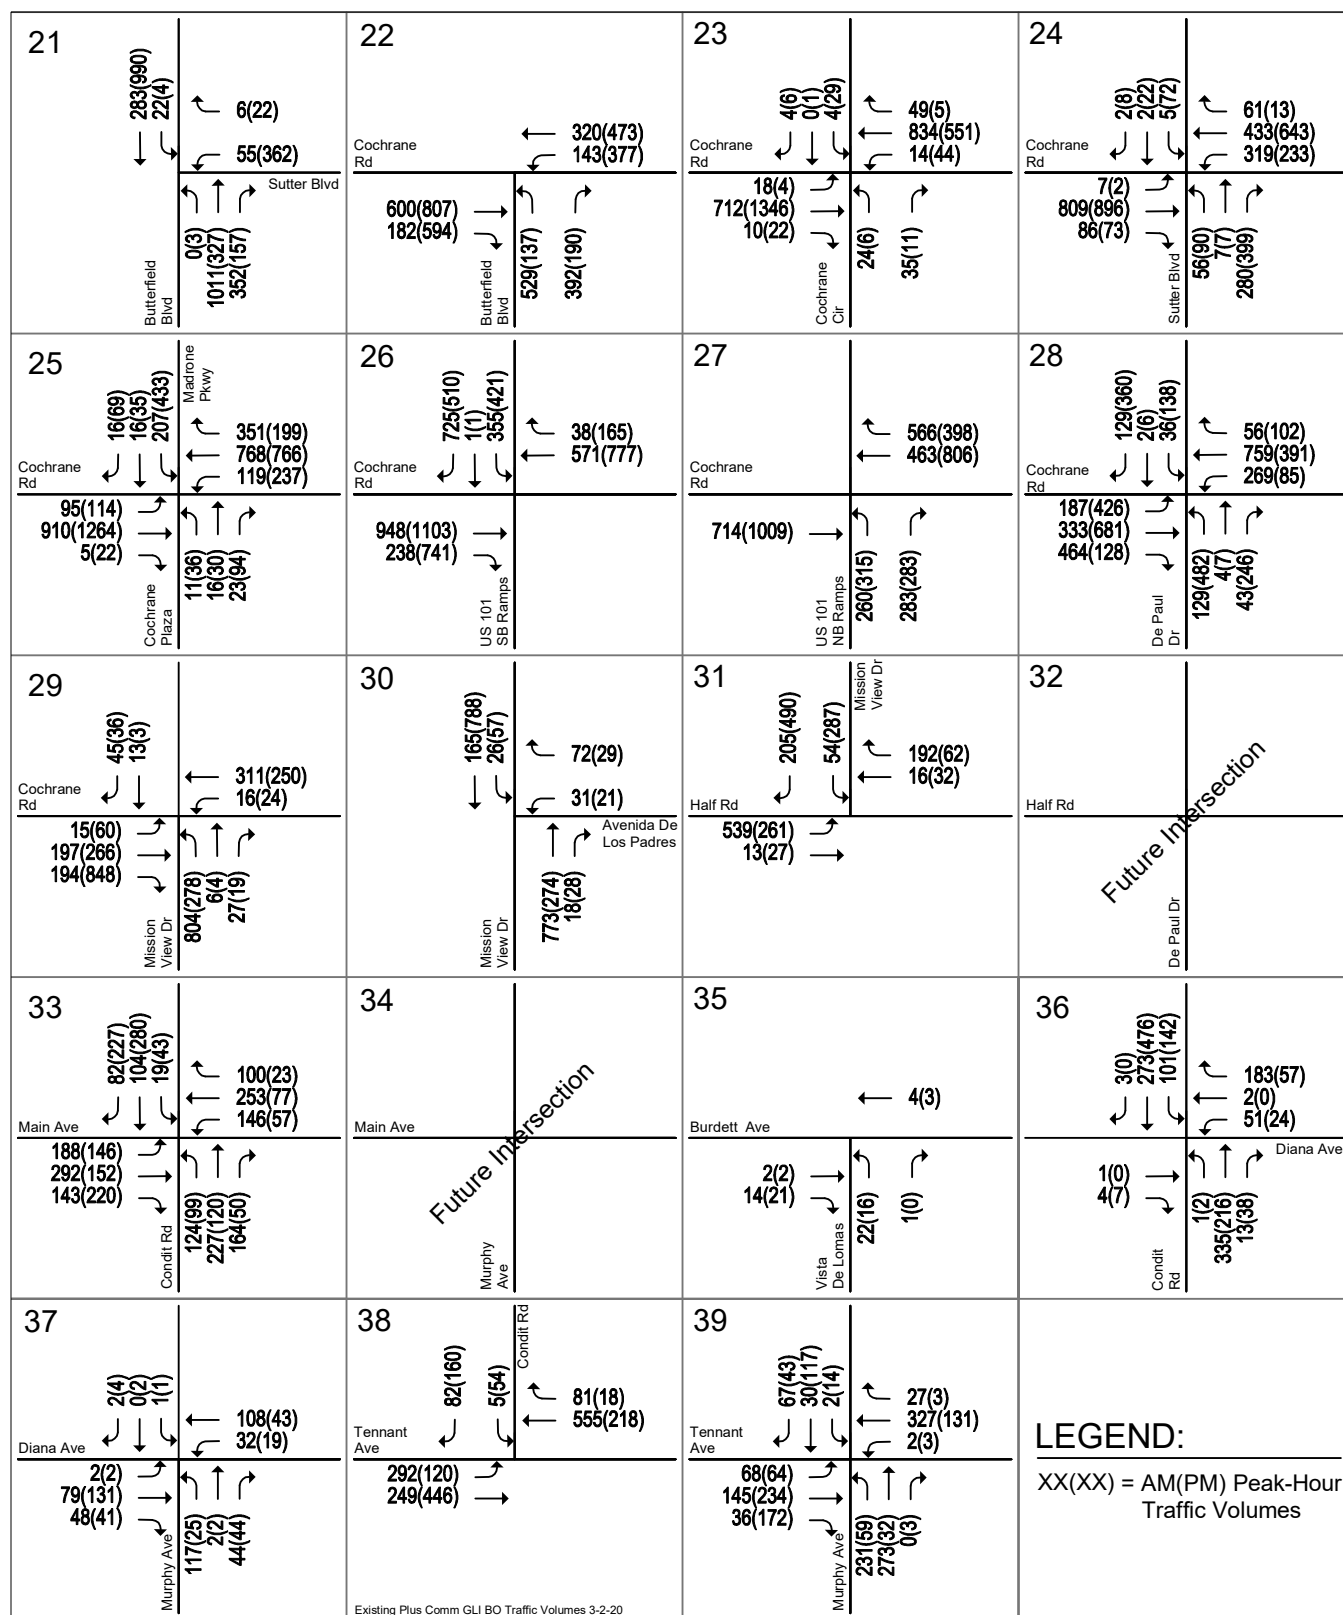 21
283(990)
22(4)
6(22)
55(362)
Sutter Blvd
0(3)
1011(327)
352(157)
Butterfield
Blvd
22
Cochrane
Rd
320(473)
143(377)
600(807)
182(594)
529(137)
392(190)
Butterfield
Blvd
23
4(6)
0(1)
4(29)
49(5)
834(551)
14(44)
Cochrane
Rd
18(4)
712(1346)
10(22)
24(6)
35(11)
Cochrane
Cir
24
2(8)
2(22)
5(72)
61(13)
433(643)
319(233)
Cochrane
Rd
7(2)
809(896)
86(73)
56(90)
7(7)
280(399)
Sutter Blvd
25
16(69)
16(35)
207(433)
Madrone
Pkwy
351(199)
768(766)
119(237)
Cochrane
Rd
95(114)
910(1264)
5(22)
11(36)
16(30)
23(94)
Cochrane
Plaza
26
725(510)
1(1)
355(421)
38(165)
571(777)
Cochrane
Rd
948(1103)
238(741)
US 101
SB Ramps
27
566(398)
463(806)
Cochrane
Rd
714(1009)
260(315)
283(283)
US 101
NB Ramps
28
129(360)
2(6)
36(138)
56(102)
759(391)
269(85)
Cochrane
Rd
187(426)
333(681)
464(128)
129(482)
4(7)
43(246)
De Paul
Dr
29
45(36)
13(3)
311(250)
16(24)
Cochrane
Rd
15(60)
197(266)
194(848)
804(278)
6(4)
27(19)
Mission
View Dr
30
165(788)
26(57)
72(29)
31(21)
Avenida De
Los Padres
773(274)
18(28)
Mission
View Dr
31
205(490)
54(287)
Mission
View Dr
192(62)
16(32)
Half Rd
539(261)
13(27)
32
Half Rd
Future Intersection
De Paul Dr
33
82(227)
104(280)
19(43)
100(23)
253(77)
146(57)
Main Ave
188(146)
292(152)
143(220)
124(99)
227(120)
164(50)
Condit Rd
34
Main Ave
Future Intersection
Murphy
Ave
35
4(3)
Burdett Ave
2(2)
14(21)
22(16)
1(0)
Vista
De Lomas
36
3(0)
273(476)
101(142)
183(57)
2(0)
51(24)
Diana Ave
1(0)
4(7)
1(2)
335(216)
13(38)
Condit
Rd
37
2(4)
0(2)
1(1)
108(43)
32(19)
Diana Ave
2(2)
79(131)
48(41)
117(25)
2(2)
44(44)
Murphy Ave
38
82(160)
5(54)
Condit Rd
81(18)
555(218)
Tennant
Ave
292(120)
249(446)
Existing Plus Comm GLI BO Traffic Volumes 3-2-20
39
67(43)
30(117)
2(14)
27(3)
327(131)
2(3)
Tennant
Ave
68(64)
145(234)
36(172)
231(59)
273(32)
0(3)
Murphy Ave
LEGEND:
XX(XX) = AM(PM) Peak-Hour
Traffic Volumes